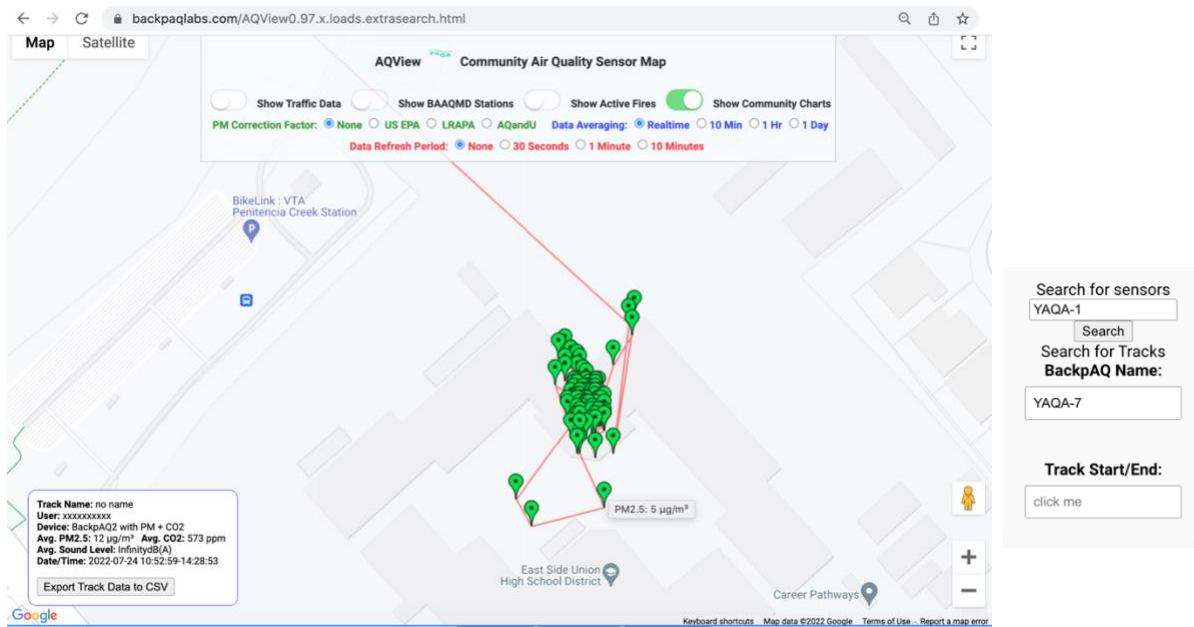 backpaqlabs.com/AQView0.97.x.loads.extrasearch.html
Map Satellite
AQView YAQA Community Air Quality Sensor Map
Show Traffic Data Show BAAQMD Stations Show Active Fires Show Community Charts
PM Correction Factor: None US EPA LRAPA AQandU Data Averaging: Realtime 10 Min 1 Hr 1 Day
Data Refresh Period: None 30 Seconds 1 Minute 10 Minutes
BikeLink : VTA
Penitencia Creek Station
P
PM2.5: 5 µg/m³
East Side Union
High School District
Career Pathways
Track Name: no name
User: xxxxxxxxxx
Device: BackpAQ2 with PM + CO2
Avg. PM2.5: 12 µg/m³ Avg. CO2: 573 ppm
Avg. Sound Level: InfinitydB(A)
Date/Time: 2022-07-24 10:52:59-14:28:53
Export Track Data to CSV
Google
Keyboard shortcuts Map data ©2022 Google Terms of Use Report a map error
Search for sensors
YAQA-1
Search
Search for Tracks
BackpAQ Name:
YAQA-7
Track Start/End:
click me